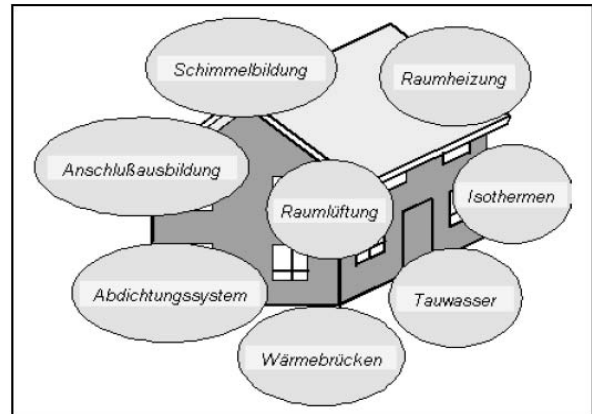 Schimmelbildung
Raumheizung
Anschlußausbildung
Raumlüftung
Isothermen
Abdichtungssystem
Tauwasser
Wärmebrücken